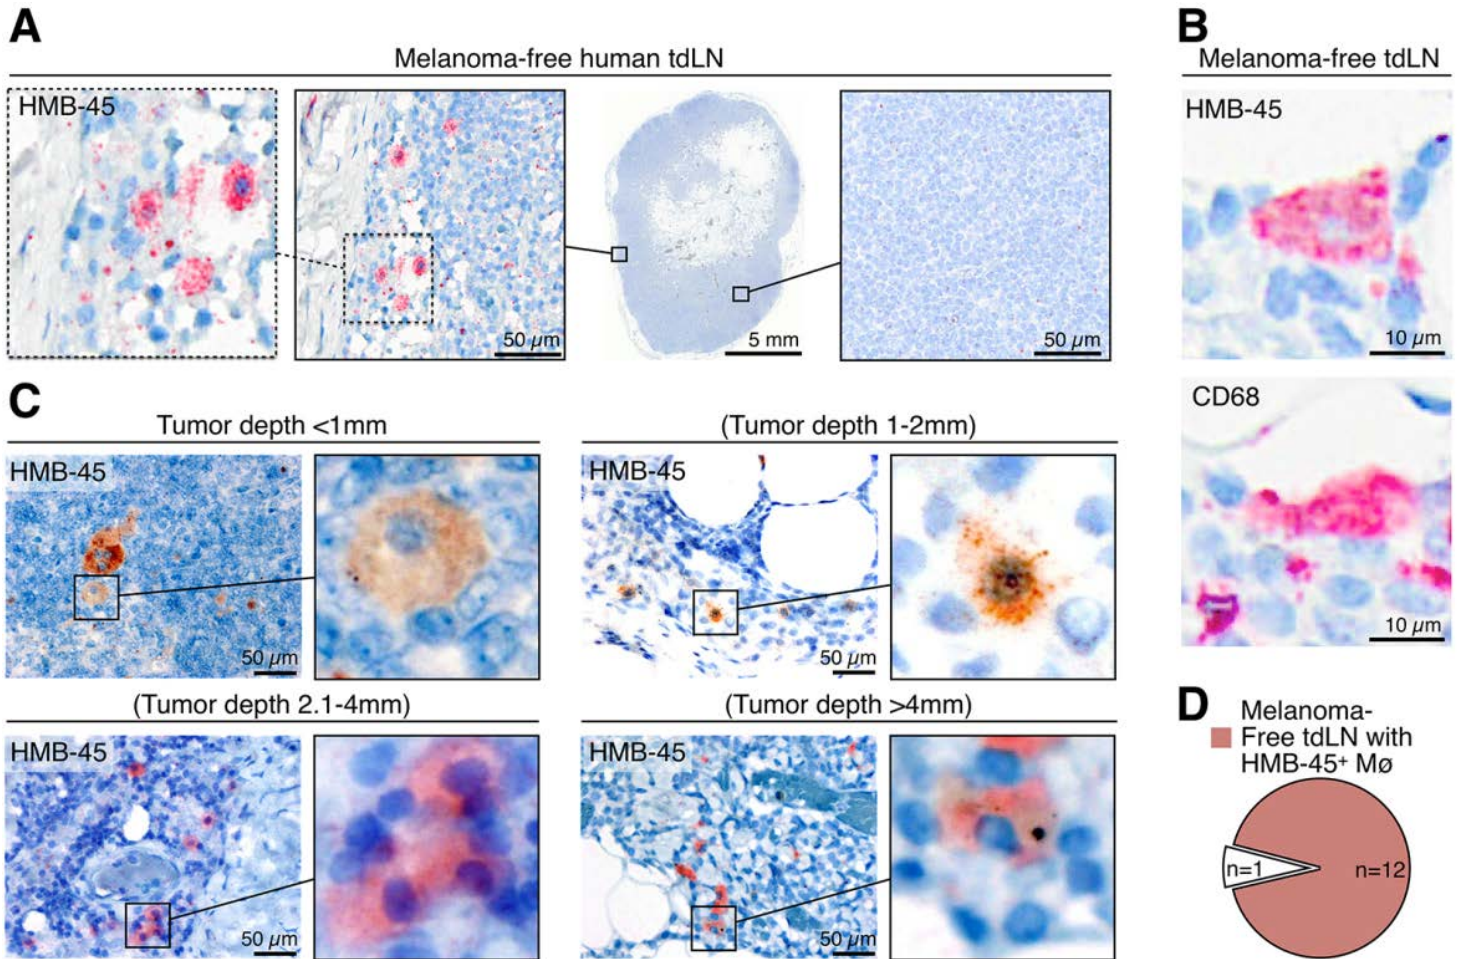 A
Melanoma-free human tdLN
HMB-45
50 µm
5 mm
50 µm
B
Melanoma-free tdLN
HMB-45
10 µm
CD68
10 µm
C
Tumor depth <1mm
HMB-45
50 µm
(Tumor depth 1-2mm)
HMB-45
50 µm
(Tumor depth 2.1-4mm)
HMB-45
50 µm
(Tumor depth >4mm)
HMB-45
50 µm
D
Melanoma-
Free tdLN with
HMB-45⁺ Mø
n=1
n=12